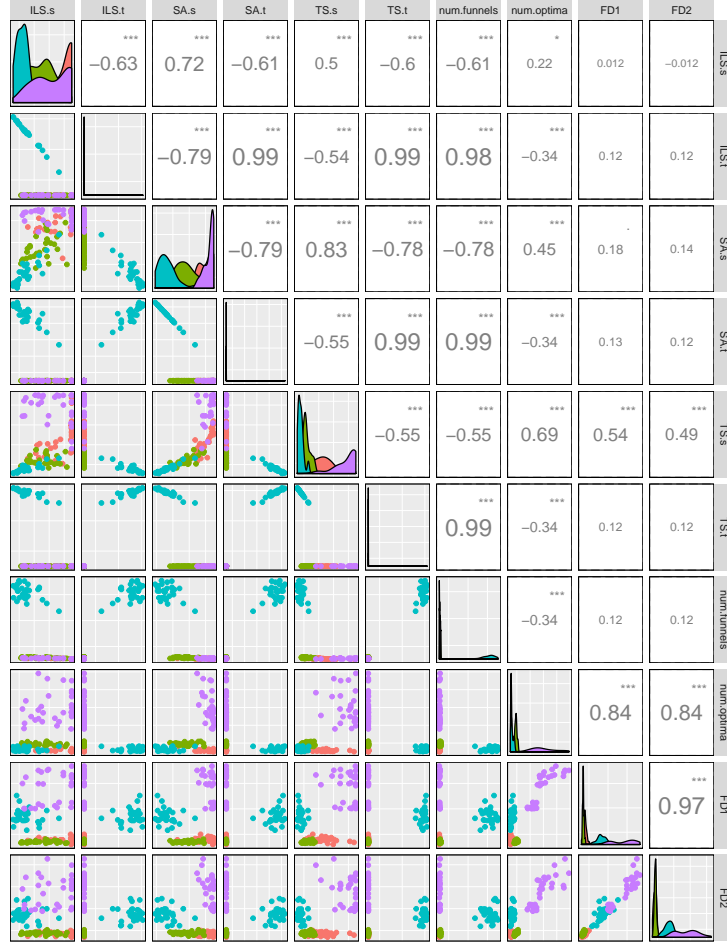 ILS.s ILS.t SA.s SA.t TS.s TS.t num.funnels num.optima FD1 FD2
*** *** *** *** *** *** *
−0.63 0.72 −0.61 0.5 −0.6 −0.61 0.22 0.012 −0.012
ILS.s
*** *** *** *** *** ***
−0.79 0.99 −0.54 0.99 0.98 −0.34 0.12 0.12
ILS.t
*** *** *** *** *** .
−0.79 0.83 −0.78 −0.78 0.45 0.18 0.14
SA.s
*** *** *** ***
−0.55 0.99 0.99 −0.34 0.13 0.12
SA.t
*** *** *** *** ***
−0.55 −0.55 0.69 0.54 0.49
TS.s
*** ***
0.99 −0.34 0.12 0.12
TS.t
***
−0.34 0.12 0.12
num.funnels
*** ***
0.84 0.84
num.optima
***
0.97
FD1
FD2